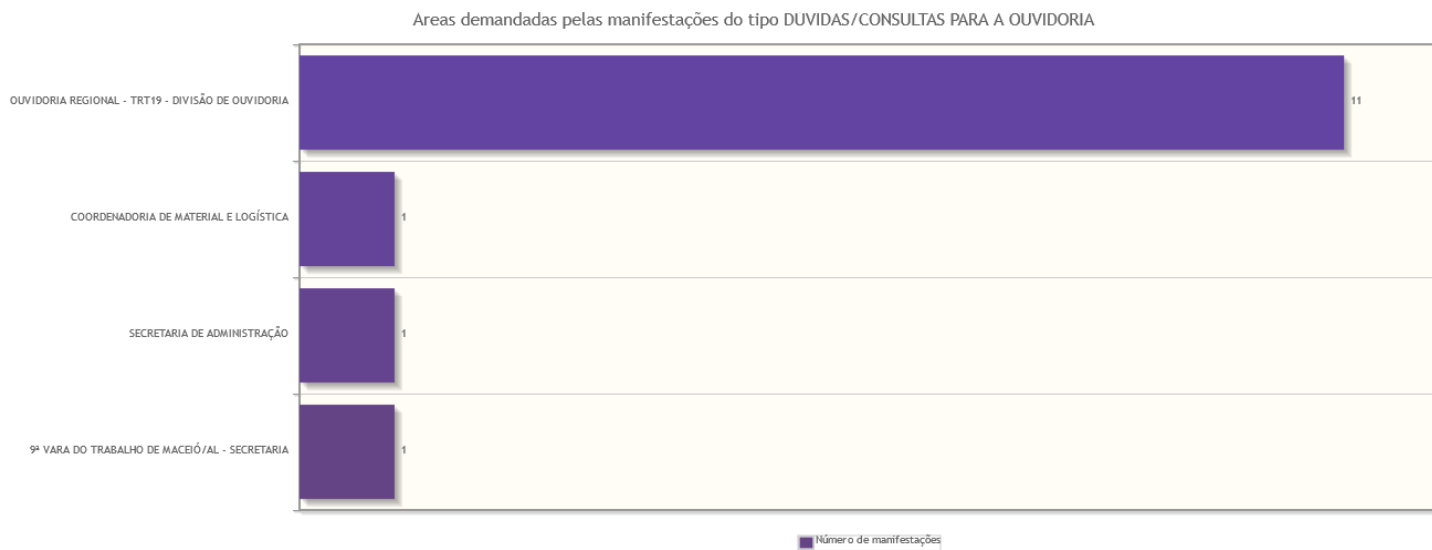 Areas demandadas pelas manifestações do tipo DUVIDAS/CONSULTAS PARA A OUVIDORIA
OUVIDORIA REGIONAL - TRT19 - DIVISÃO DE OUVIDORIA
11
COORDENADORIA DE MATERIAL E LOGÍSTICA
1
SECRETARIA DE ADMINISTRAÇÃO
1
9ª VARA DO TRABALHO DE MACEIÓ/AL - SECRETARIA
1
Número de manifestações